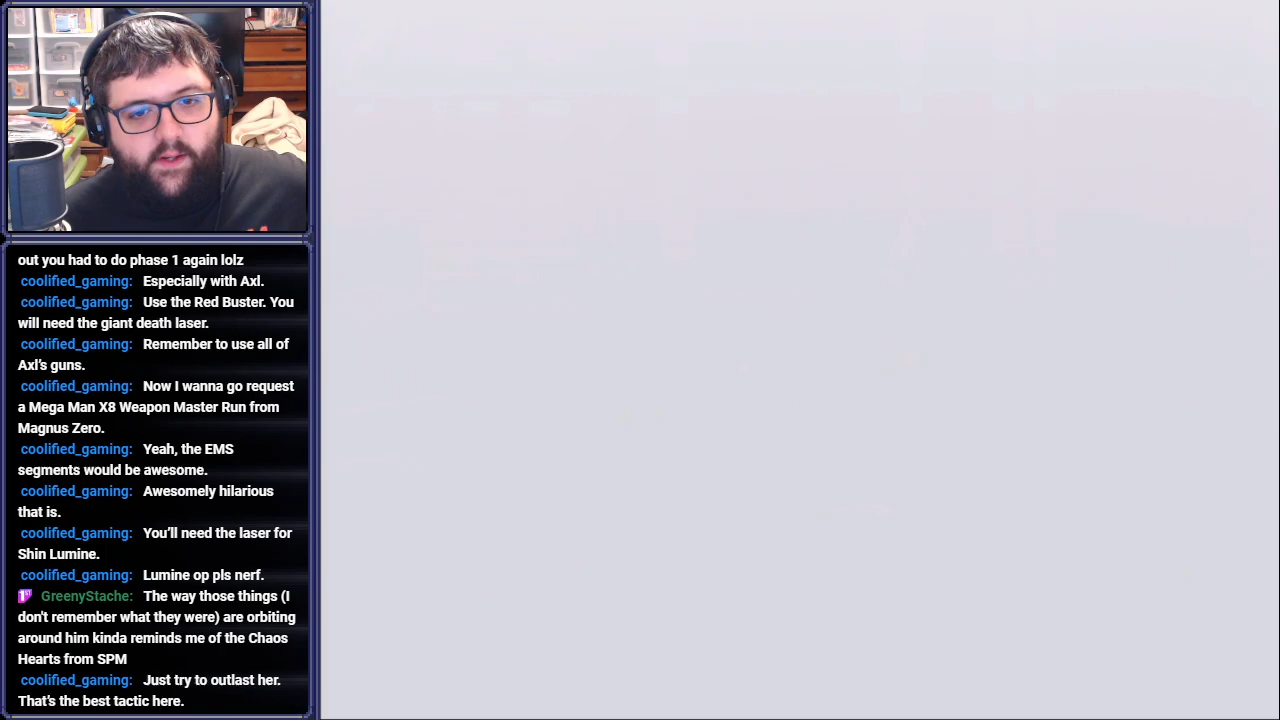 out you had to do phase 1 again lolz
coolified_gaming: Especially with Axl.
coolified_gaming: Use the Red Buster. You
will need the giant death laser.
coolified_gaming: Remember to use all of
Axl's guns.
coolified_gaming: Now I wanna go request
a Mega Man X8 Weapon Master Run from
Magnus Zero.
coolified_gaming: Yeah, the EMS
segments would be awesome.
coolified_gaming: Awesomely hilarious
that is.
coolified_gaming: You'll need the laser for
Shin Lumine.
coolified_gaming: Lumine op pls nerf.
1ST GreenyStache: The way those things (I
don't remember what they were) are orbiting
around him kinda reminds me of the Chaos
Hearts from SPM
coolified_gaming: Just try to outlast her.
That's the best tactic here.